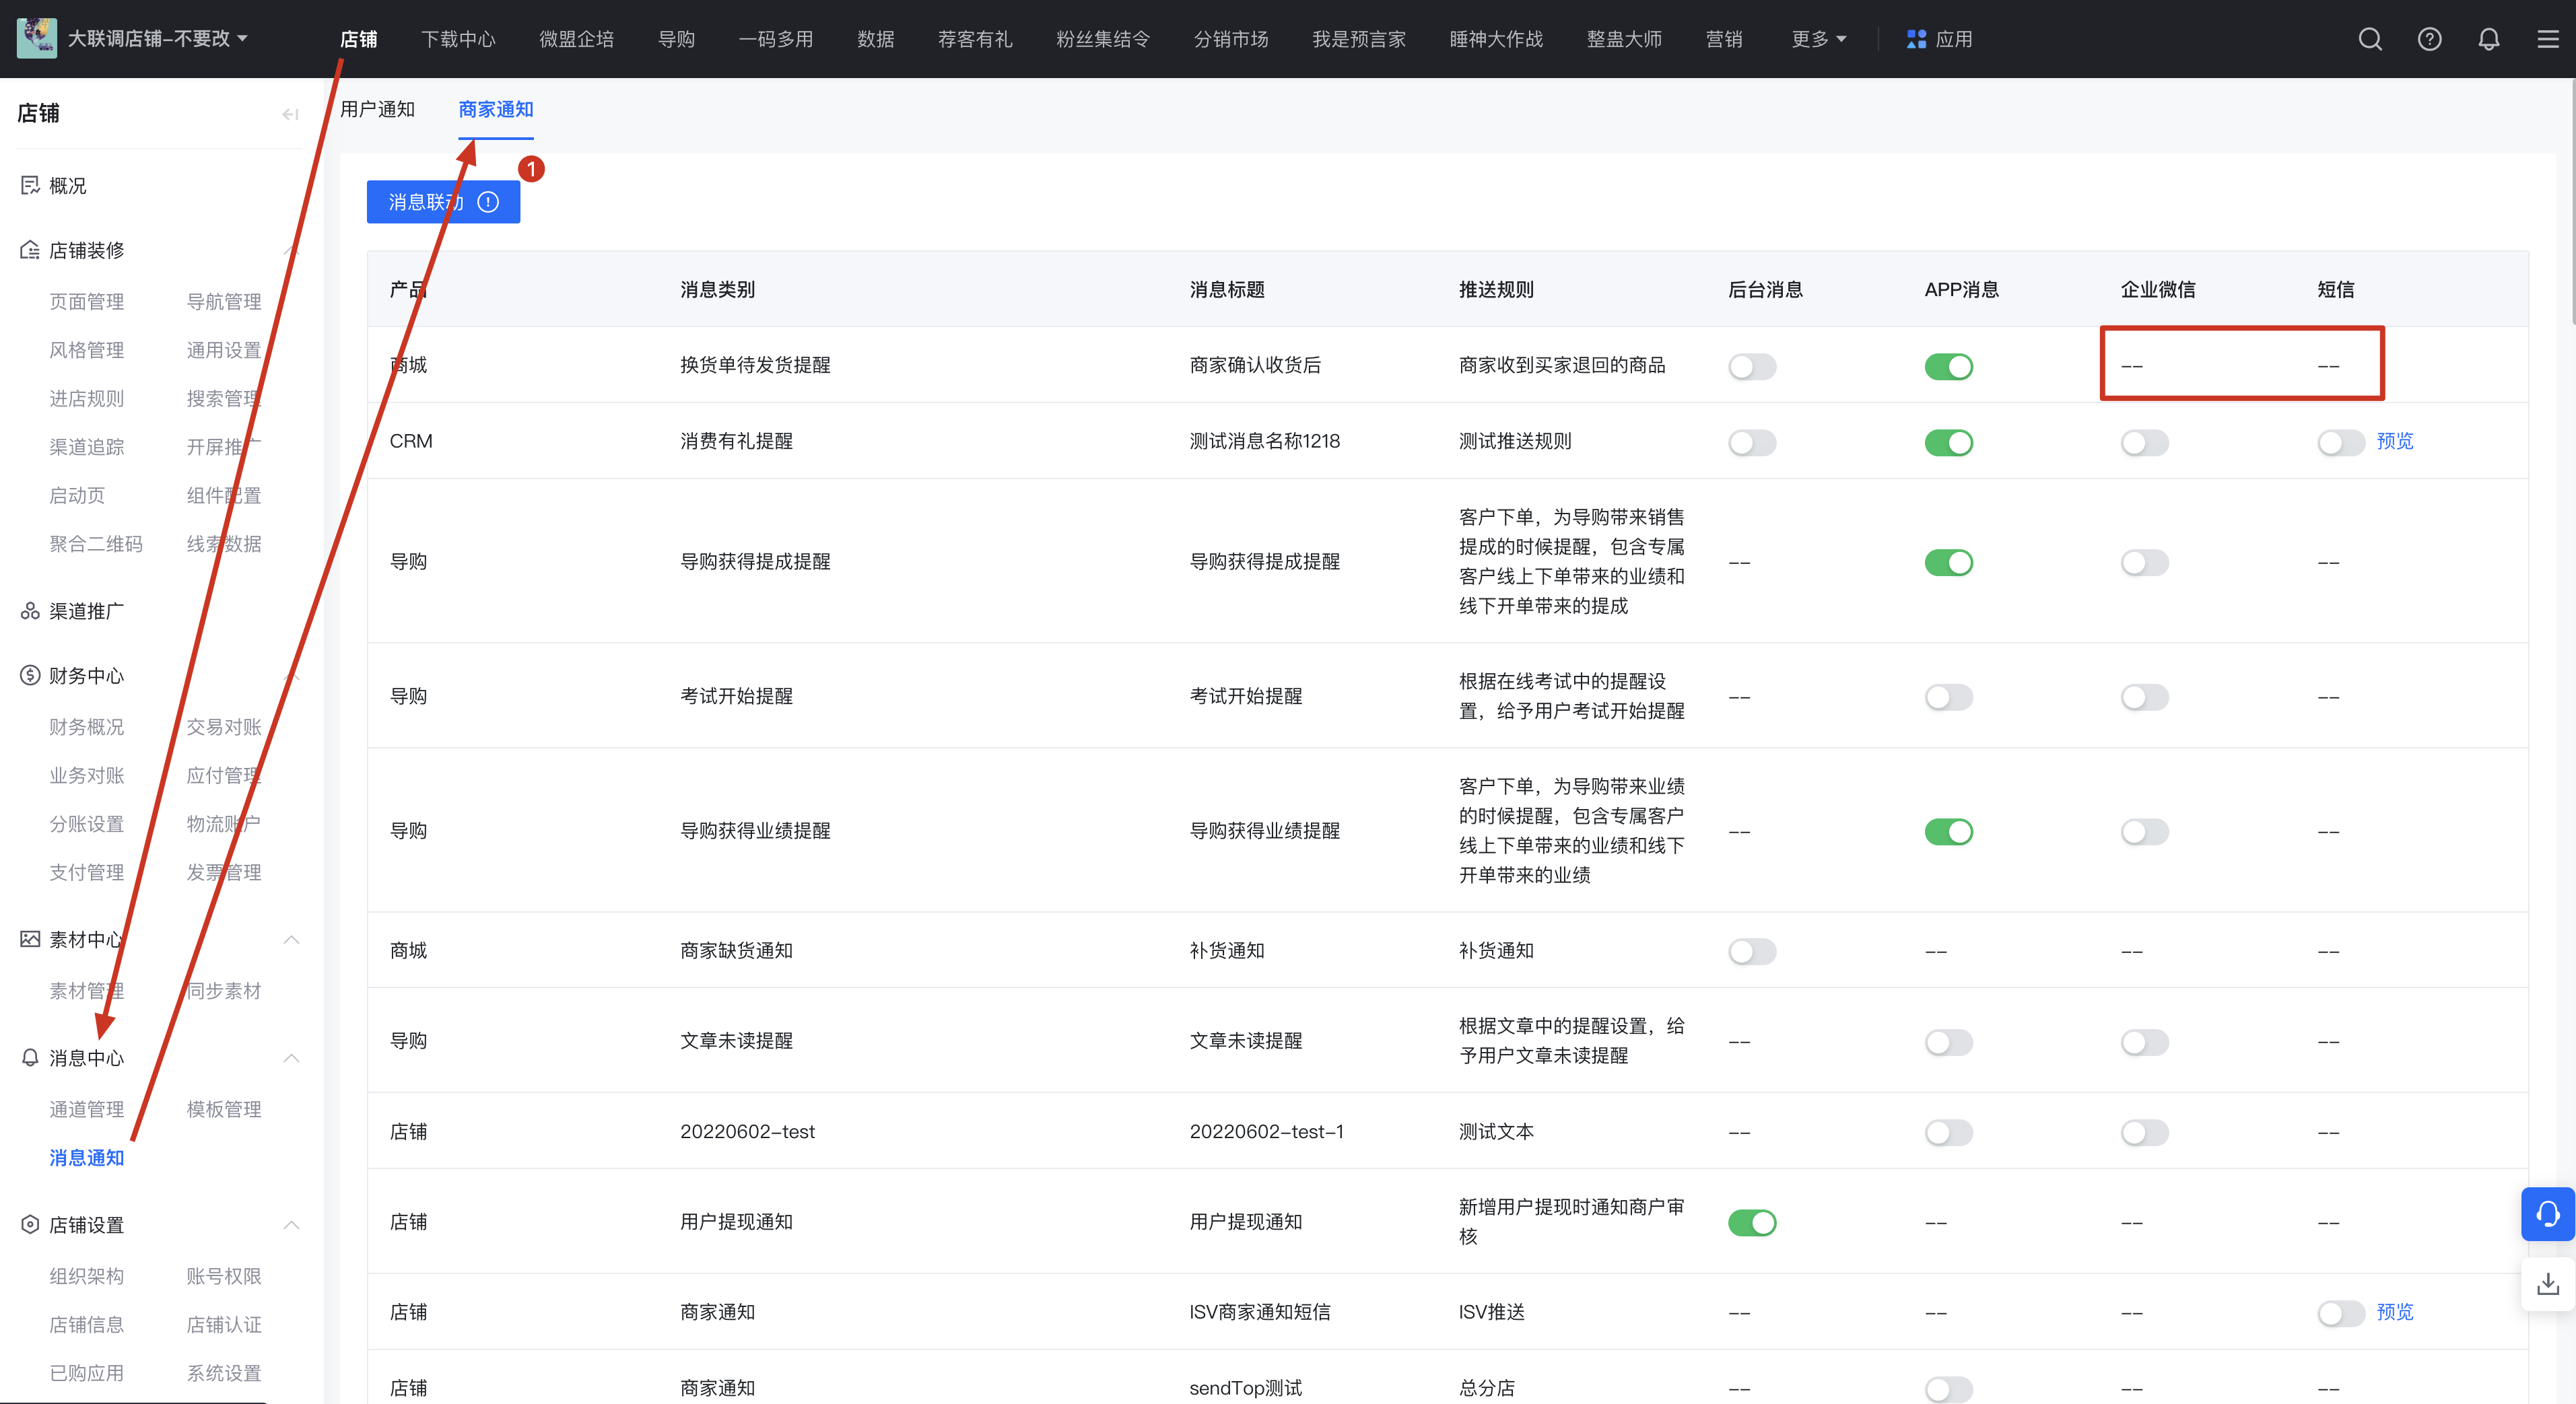 大联调店铺-不要改
店铺
下载中心
微盟企培
导购
一码多用
数据
荐客有礼
粉丝集结令
分销市场
我是预言家
睡神大作战
整蛊大师
营销
更多
应用
店铺
概况
店铺装修
页面管理 导航管理
风格管理 通用设置
进店规则 搜索管理
渠道追踪 开屏推广
启动页 组件配置
聚合二维码 线索数据
渠道推广
财务中心
财务概况 交易对账
业务对账 应付管理
分账设置 物流账户
支付管理 发票管理
素材中心
素材管理 同步素材
消息中心
通道管理 模板管理
消息通知
店铺设置
组织架构 账号权限
店铺信息 店铺认证
已购应用 系统设置
用户通知 商家通知
1
消息联动
产品 消息类别 消息标题 推送规则 后台消息 APP消息 企业微信 短信
商城 换货单待发货提醒 商家确认收货后 商家收到买家退回的商品 -- --
CRM 消费有礼提醒 测试消息名称1218 测试推送规则 预览
导购 导购获得提成提醒 导购获得提成提醒
客户下单，为导购带来销售
提成的时候提醒，包含专属
客户线上下单带来的业绩和
线下开单带来的提成
-- --
导购 考试开始提醒 考试开始提醒
根据在线考试中的提醒设
置，给予用户考试开始提醒
-- --
导购 导购获得业绩提醒 导购获得业绩提醒
客户下单，为导购带来业绩
的时候提醒，包含专属客户
线上下单带来的业绩和线下
开单带来的业绩
-- --
商城 商家缺货通知 补货通知 补货通知 -- -- --
导购 文章未读提醒 文章未读提醒
根据文章中的提醒设置，给
予用户文章未读提醒
-- --
店铺 20220602-test 20220602-test-1 测试文本 -- --
店铺 用户提现通知 用户提现通知
新增用户提现时通知商户审
核
-- -- --
店铺 商家通知 ISV商家通知短信 ISV推送 -- -- -- 预览
店铺 商家通知 sendTop测试 总分店 -- -- --